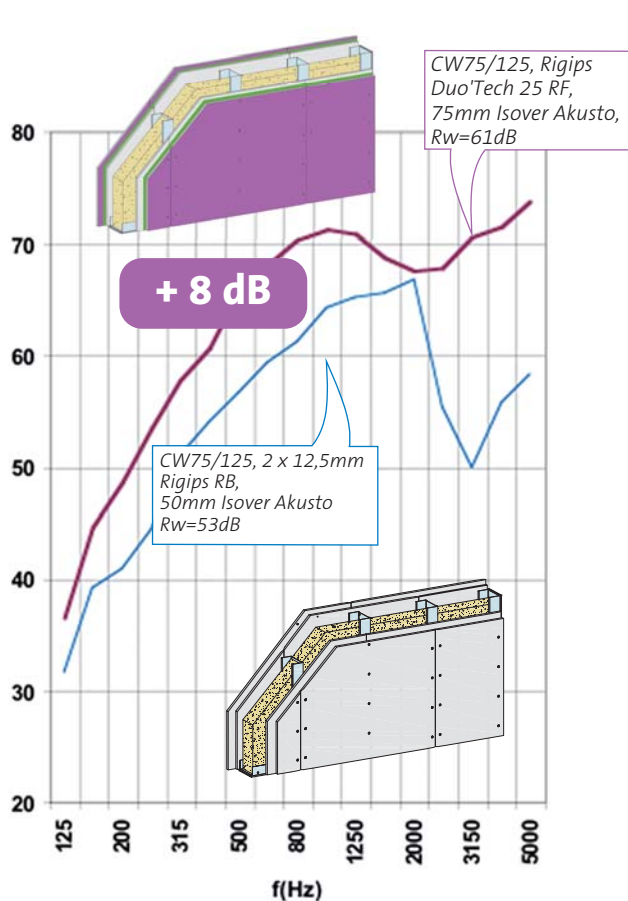 CW75/125, Rigips
Duo'Tech 25 RF,
75mm Isover Akusto,
Rw=61dB
80
70
+ 8 dB
60
CW75/125, 2 x 12,5mm
Rigips RB,
50mm Isover Akusto
Rw=53dB
50
40
30
20
125
200
315
500
800
1250
2000
3150
5000
f(Hz)